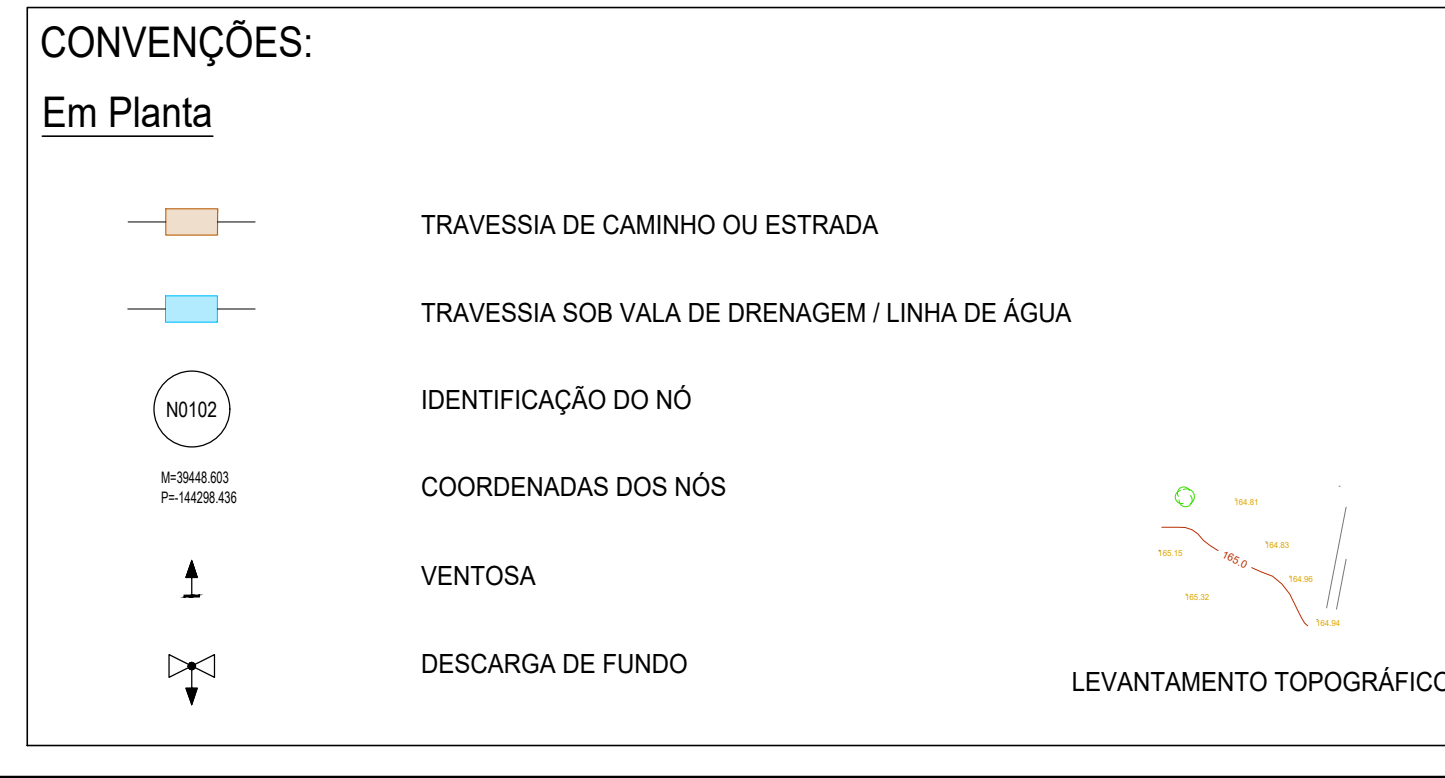 CONVENÇÕES:
Em Planta
TRAVESSIA DE CAMINHO OU ESTRADA
TRAVESSIA SOB VALA DE DRENAGEM / LINHA DE ÁGUA
N0102
IDENTIFICAÇÃO DO NÓ
M=39448.603
P=-144298.436
COORDENADAS DOS NÓS
VENTOSA
DESCARGA DE FUNDO
164.81
164.83
165.15
165.0
164.96
165.32
164.94
LEVANTAMENTO TOPOGRÁFICO